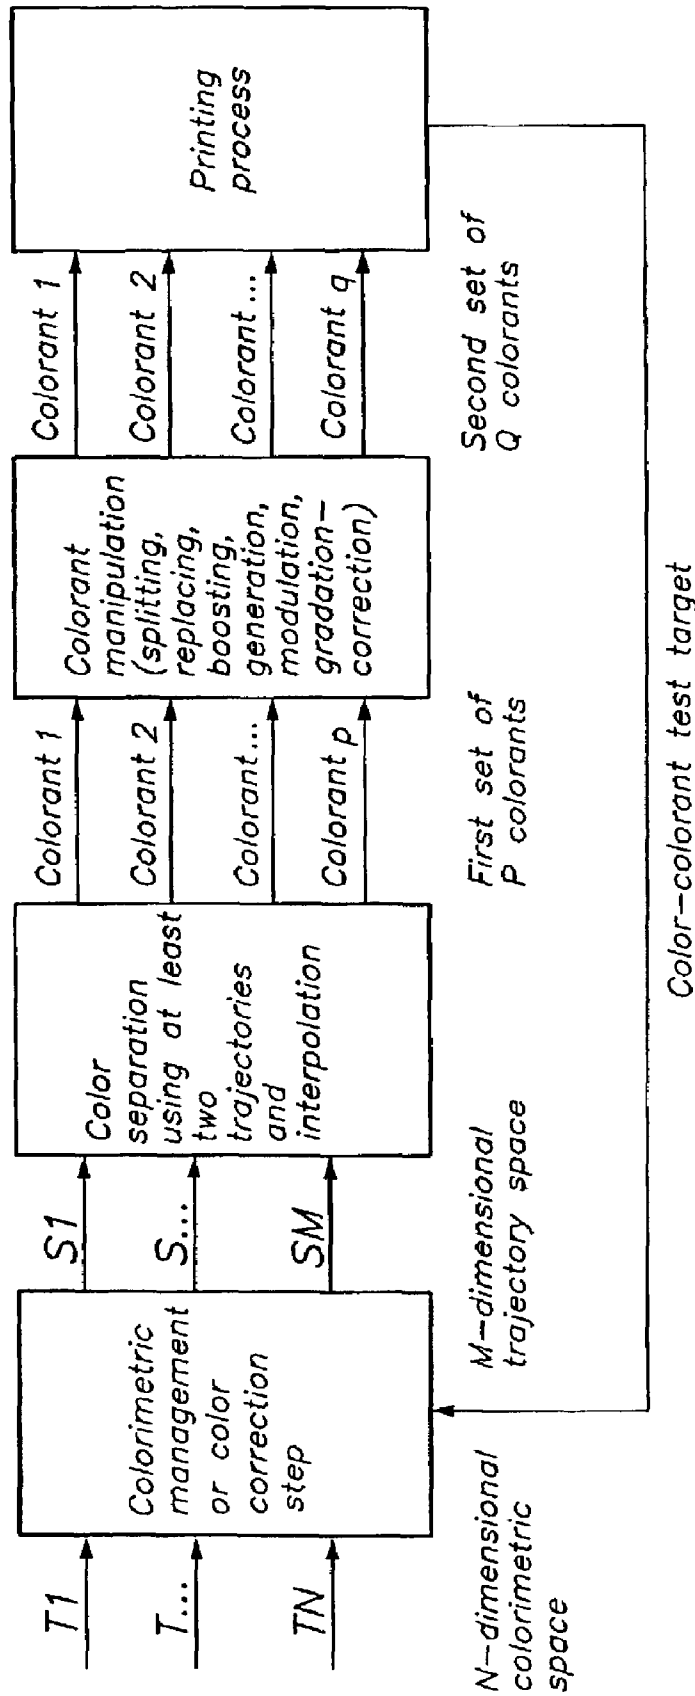 T1
T...
TN
N-dimensional
colorimetric
space
Colorimetric
management
or color
correction
step
S1
S...
SM
M-dimensional
trajectory space
Color
separation
using at least
two
trajectories
and
interpolation
Colorant 1
Colorant 2
Colorant...
Colorant p
First set of
P colorants
Colorant
manipulation
(splitting,
replacing,
boosting,
generation,
modulation,
gradation-
correction)
Colorant 1
Colorant 2
Colorant...
Colorant q
Second set of
Q colorants
Printing
process
Color-colorant test target